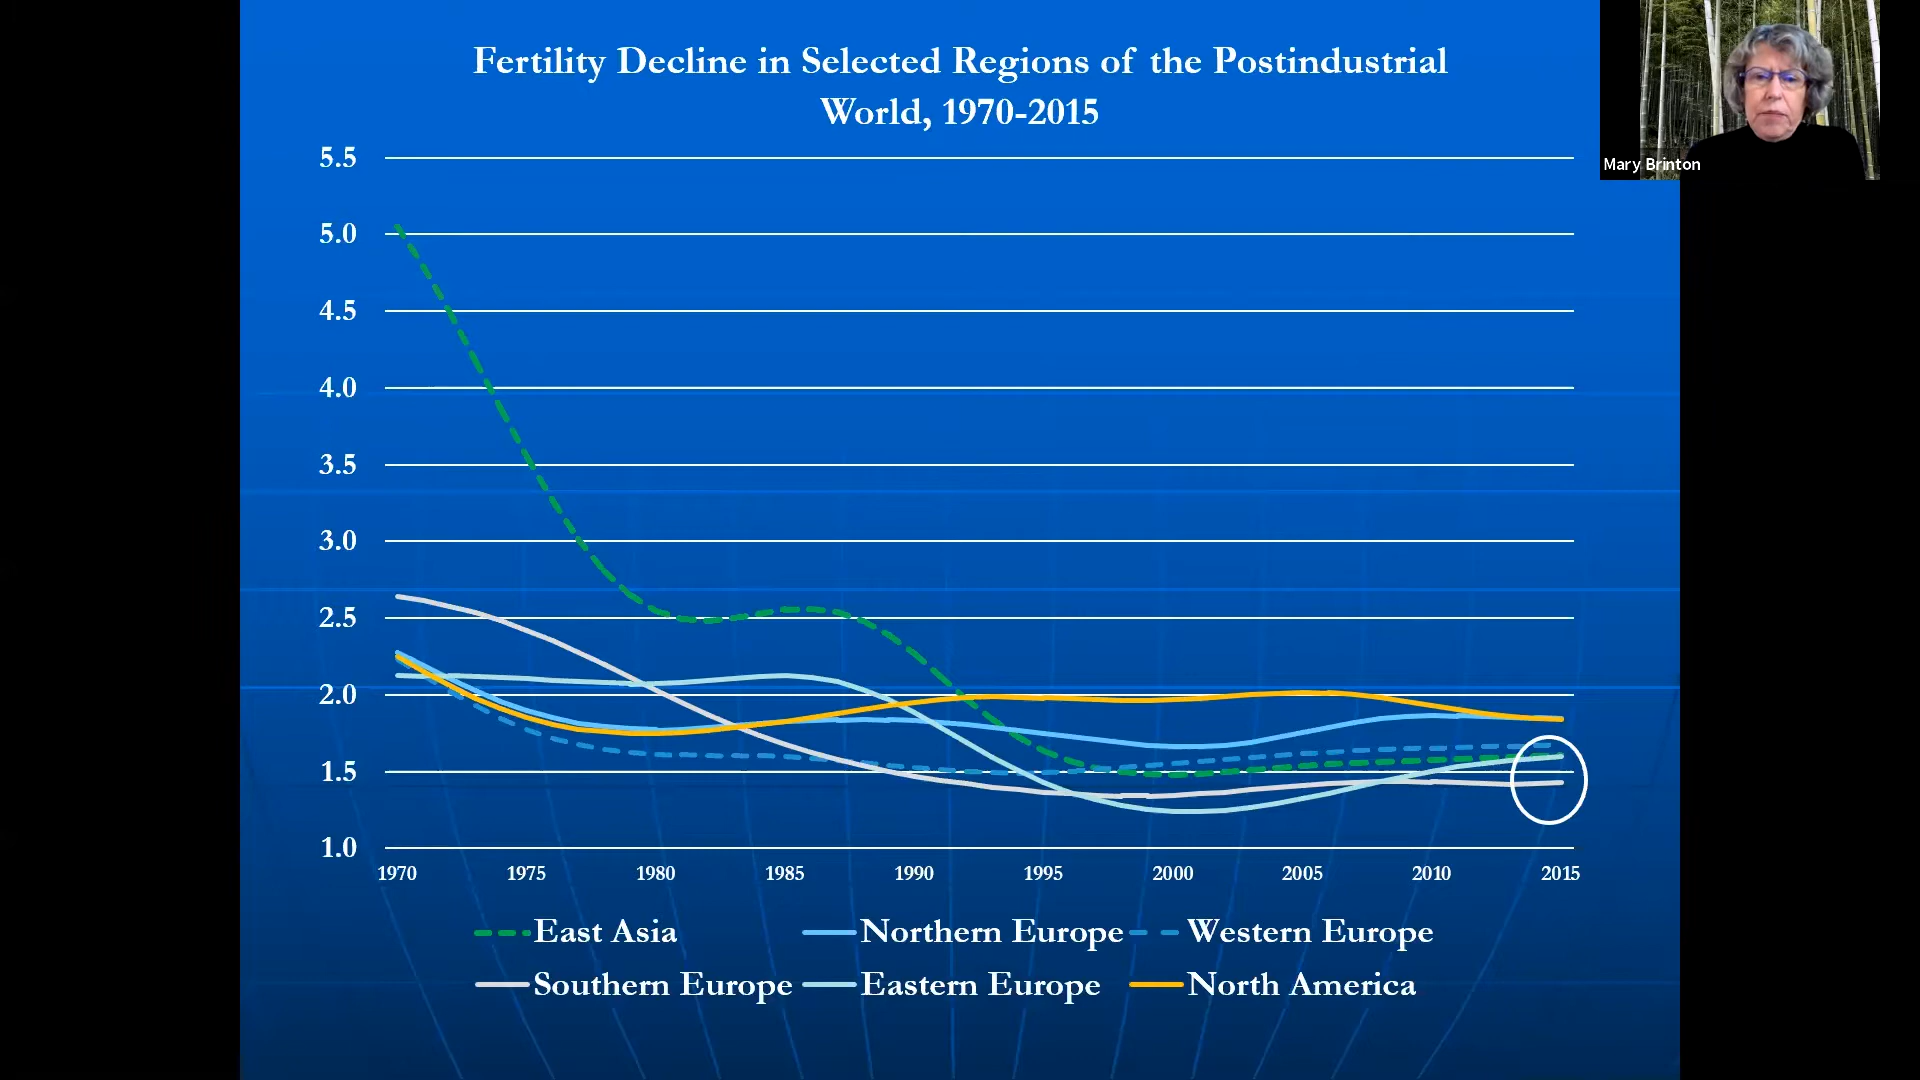 Fertility Decline in Selected Regions of the Postindustrial
World, 1970-2015
Mary Brinton
5.5
5.0
4.5
4.0
3.5
3.0
2.5
2.0
1.5
1.0
1970 1975 1980 1985 1990 1995 2000 2005 2010 2015
East Asia Northern Europe Western Europe
Southern Europe Eastern Europe North America